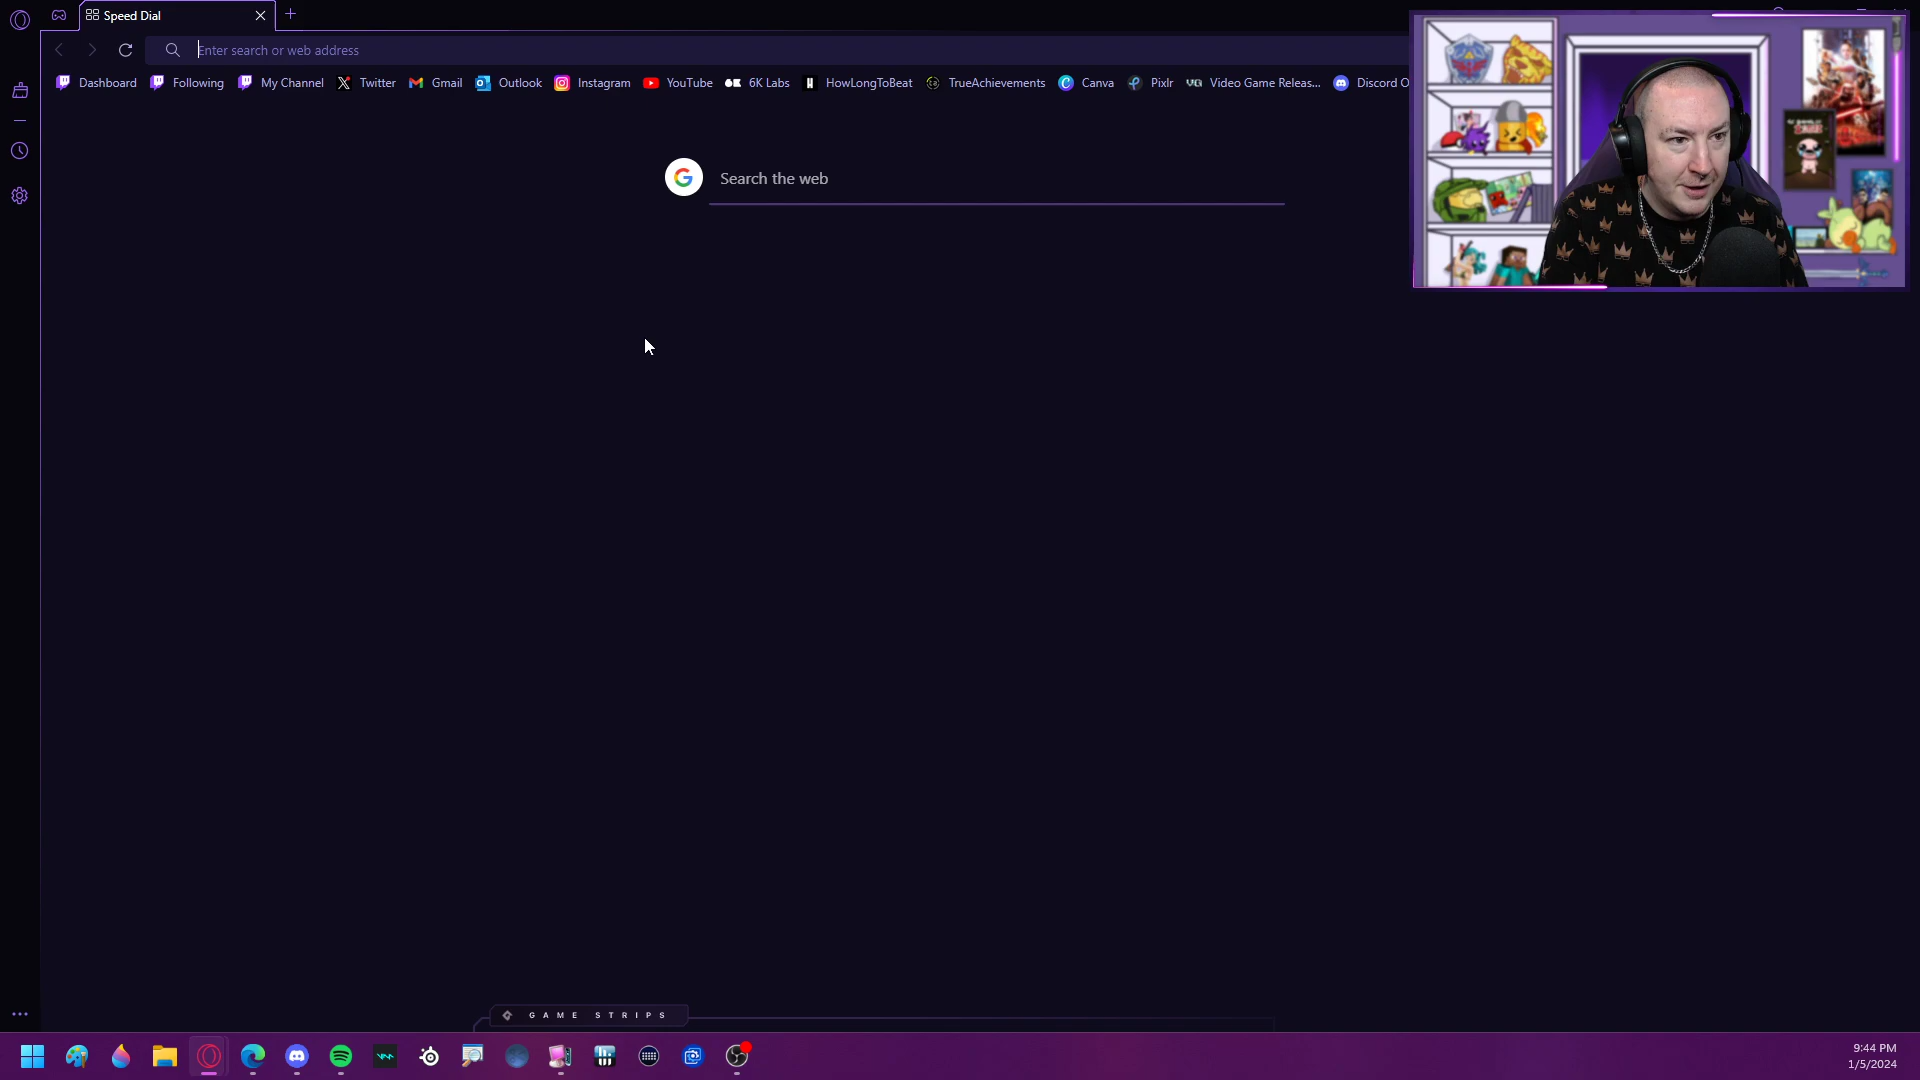 Speed Dial
Enter search or web address
Dashboard Following My Channel Twitter Gmail Outlook Instagram YouTube 6K Labs HowLongToBeat TrueAchievements Canva Pixlr Video Game Releas... Discord O
Search the web
GAME STRIPS
9:44 PM
1/5/2024